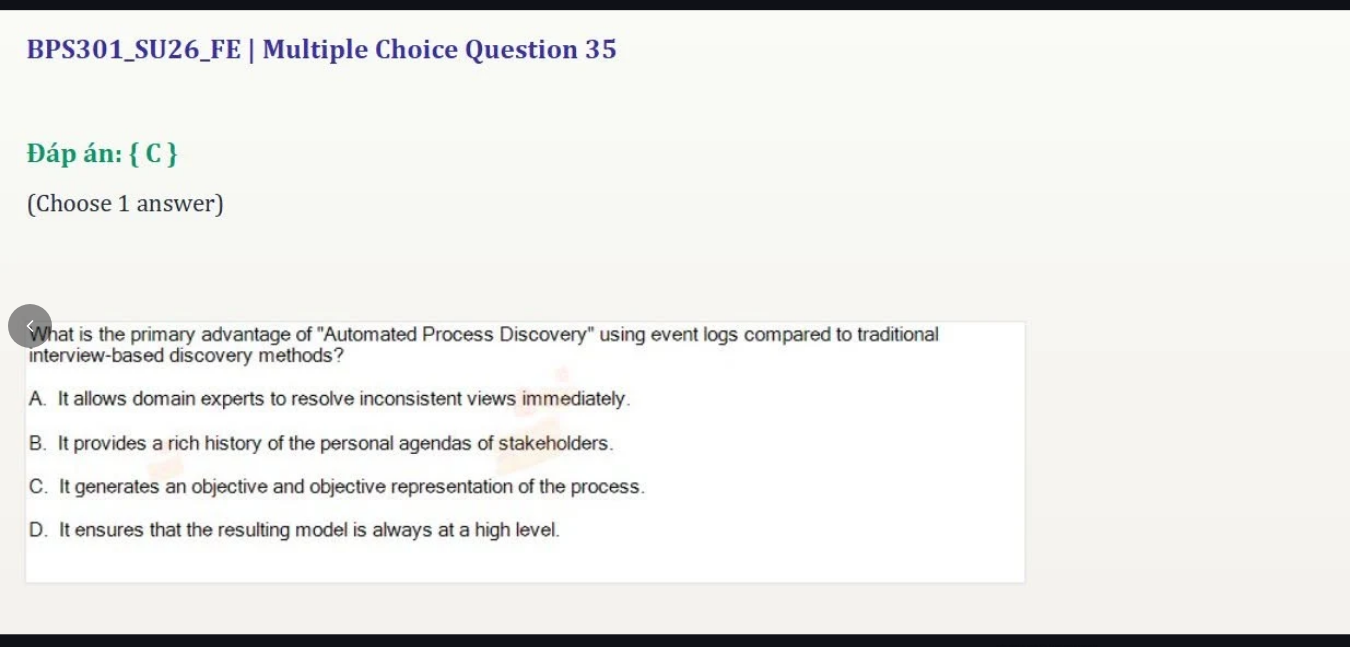 BPS301_SU26_FE | Multiple Choice Question 35
Đáp án: { C }
(Choose 1 answer)
What is the primary advantage of "Automated Process Discovery" using event logs compared to traditional
interview-based discovery methods?
A. It allows domain experts to resolve inconsistent views immediately.
B. It provides a rich history of the personal agendas of stakeholders.
C. It generates an objective and objective representation of the process.
D. It ensures that the resulting model is always at a high level.